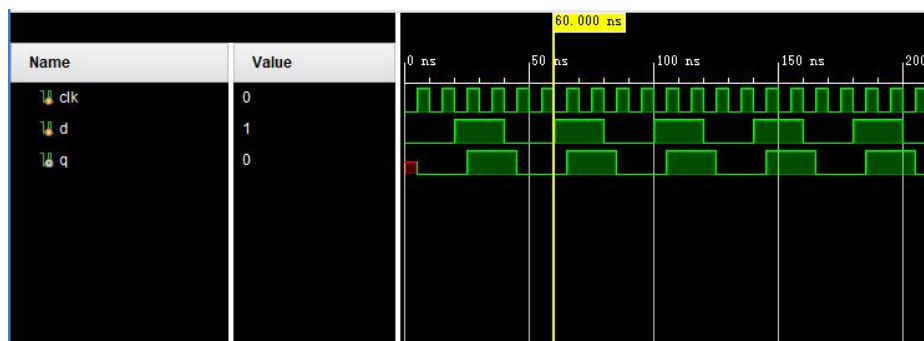 60.000 ns
Name Value
0 ns 50 ns 100 ns 150 ns 200
clk 0
d 1
q 0